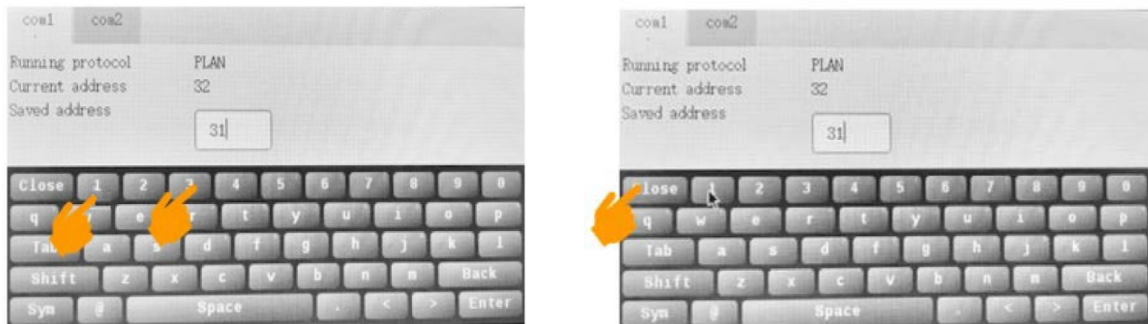 com1 com2
Running protocol PLAN
Current address 32
Saved address
31
Close 1 2 3 4 5 6 7 8 9 0
q e r t y u i o p
Tab a s d f g h j k l
Shift z x c v b n m Back
Sym @ Space . < > Enter
com1 com2
Running protocol PLAN
Current address 32
Saved address
31
Close 1 2 3 4 5 6 7 8 9 0
q w e r t y u i o p
Tab a s d f g h j k l
Shift z x c v b n m Back
Sym @ Space . < > Enter